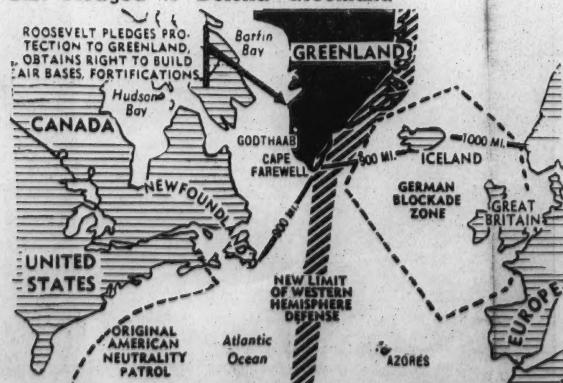 ROOSEVELT PLEDGES PRO-
TECTION TO GREENLAND,
OBTAINS RIGHT TO BUILD
AIR BASES, FORTIFICATIONS
Baffin
Bay
GREENLAND
Hudson
Bay
CANADA
GODTHAAB
CAPE
FAREWELL
900 MI.
ICELAND
1000 MI.
NEWFOUNDLAND
GERMAN
BLOCKADE
ZONE
GREAT
BRITAIN
UNITED
STATES
NEW LIMIT
OF WESTERN
HEMISPHERE
DEFENSE
EUROPE
ORIGINAL
AMERICAN
NEUTRALITY
PATROL
Atlantic
Ocean
AZORES